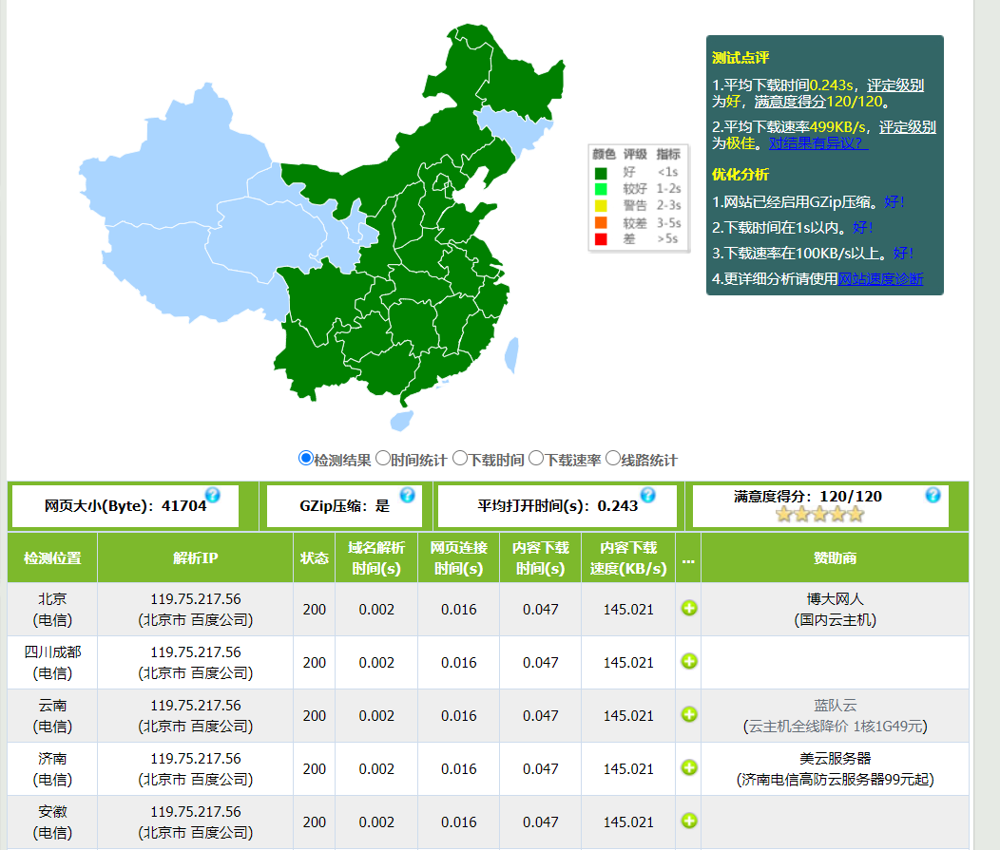 测试点评
1.平均下载时间0.243s，评定级别
为好，满意度得分120/120。
2.平均下载速率499KB/s，评定级别
为极佳。对结果有异议？
优化分析
1.网站已经启用GZip压缩。好！
2.下载时间在1s以内。好！
3.下载速率在100KB/s以上。好！
4.更详细分析请使用网站速度诊断
颜色 评级 指标
好 <1s
较好 1-2s
警告 2-3s
较差 3-5s
差 >5s
检测结果 时间统计 下载时间 下载速率 线路统计
网页大小(Byte)：41704 ? GZip压缩：是 ? 平均打开时间(s)：0.243 ? 满意度得分：120/120 ?
检测位置 解析IP 状态 域名解析 时间(s) 网页连接 时间(s) 内容下载 时间(s) 内容下载 速度(KB/s) ... 赞助商
北京 119.75.217.56 200 0.002 0.016 0.047 145.021 博大网人
(电信) (北京市 百度公司) (国内云主机)
四川成都 119.75.217.56 200 0.002 0.016 0.047 145.021
(电信) (北京市 百度公司)
云南 119.75.217.56 200 0.002 0.016 0.047 145.021 蓝队云
(电信) (北京市 百度公司) (云主机全线降价 1核1G49元)
济南 119.75.217.56 200 0.002 0.016 0.047 145.021 美云服务器
(电信) (北京市 百度公司) (济南电信高防云服务器99元起)
安徽 119.75.217.56 200 0.002 0.016 0.047 145.021
(电信) (北京市 百度公司)